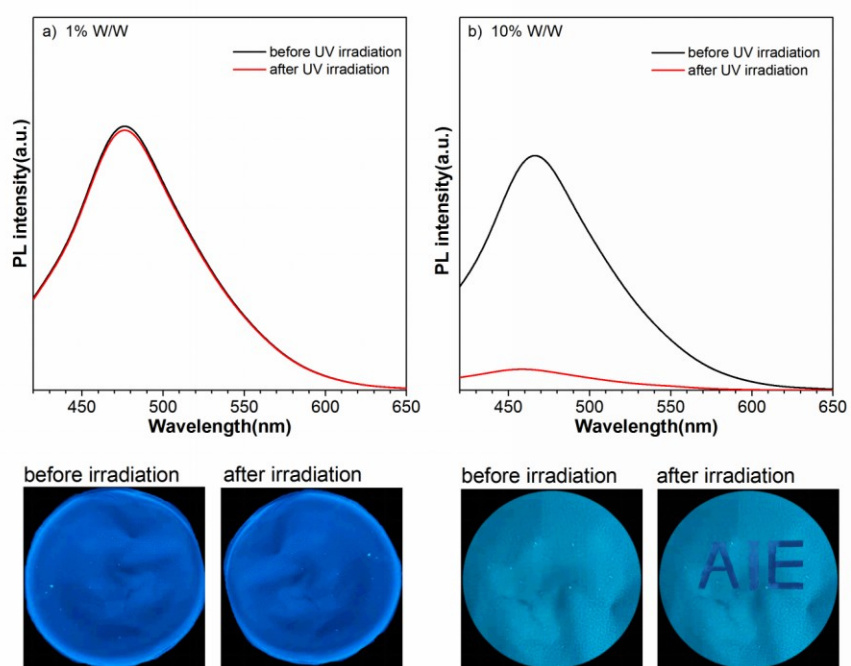 a) 1% W/W
before UV irradiation
after UV irradiation
PL intensity(a.u.)
450 500 550 600 650
Wavelength(nm)
b) 10% W/W
before UV irradiation
after UV irradiation
PL intensity(a.u.)
450 500 550 600 650
Wavelength(nm)
before irradiation
after irradiation
before irradiation
after irradiation
AIE